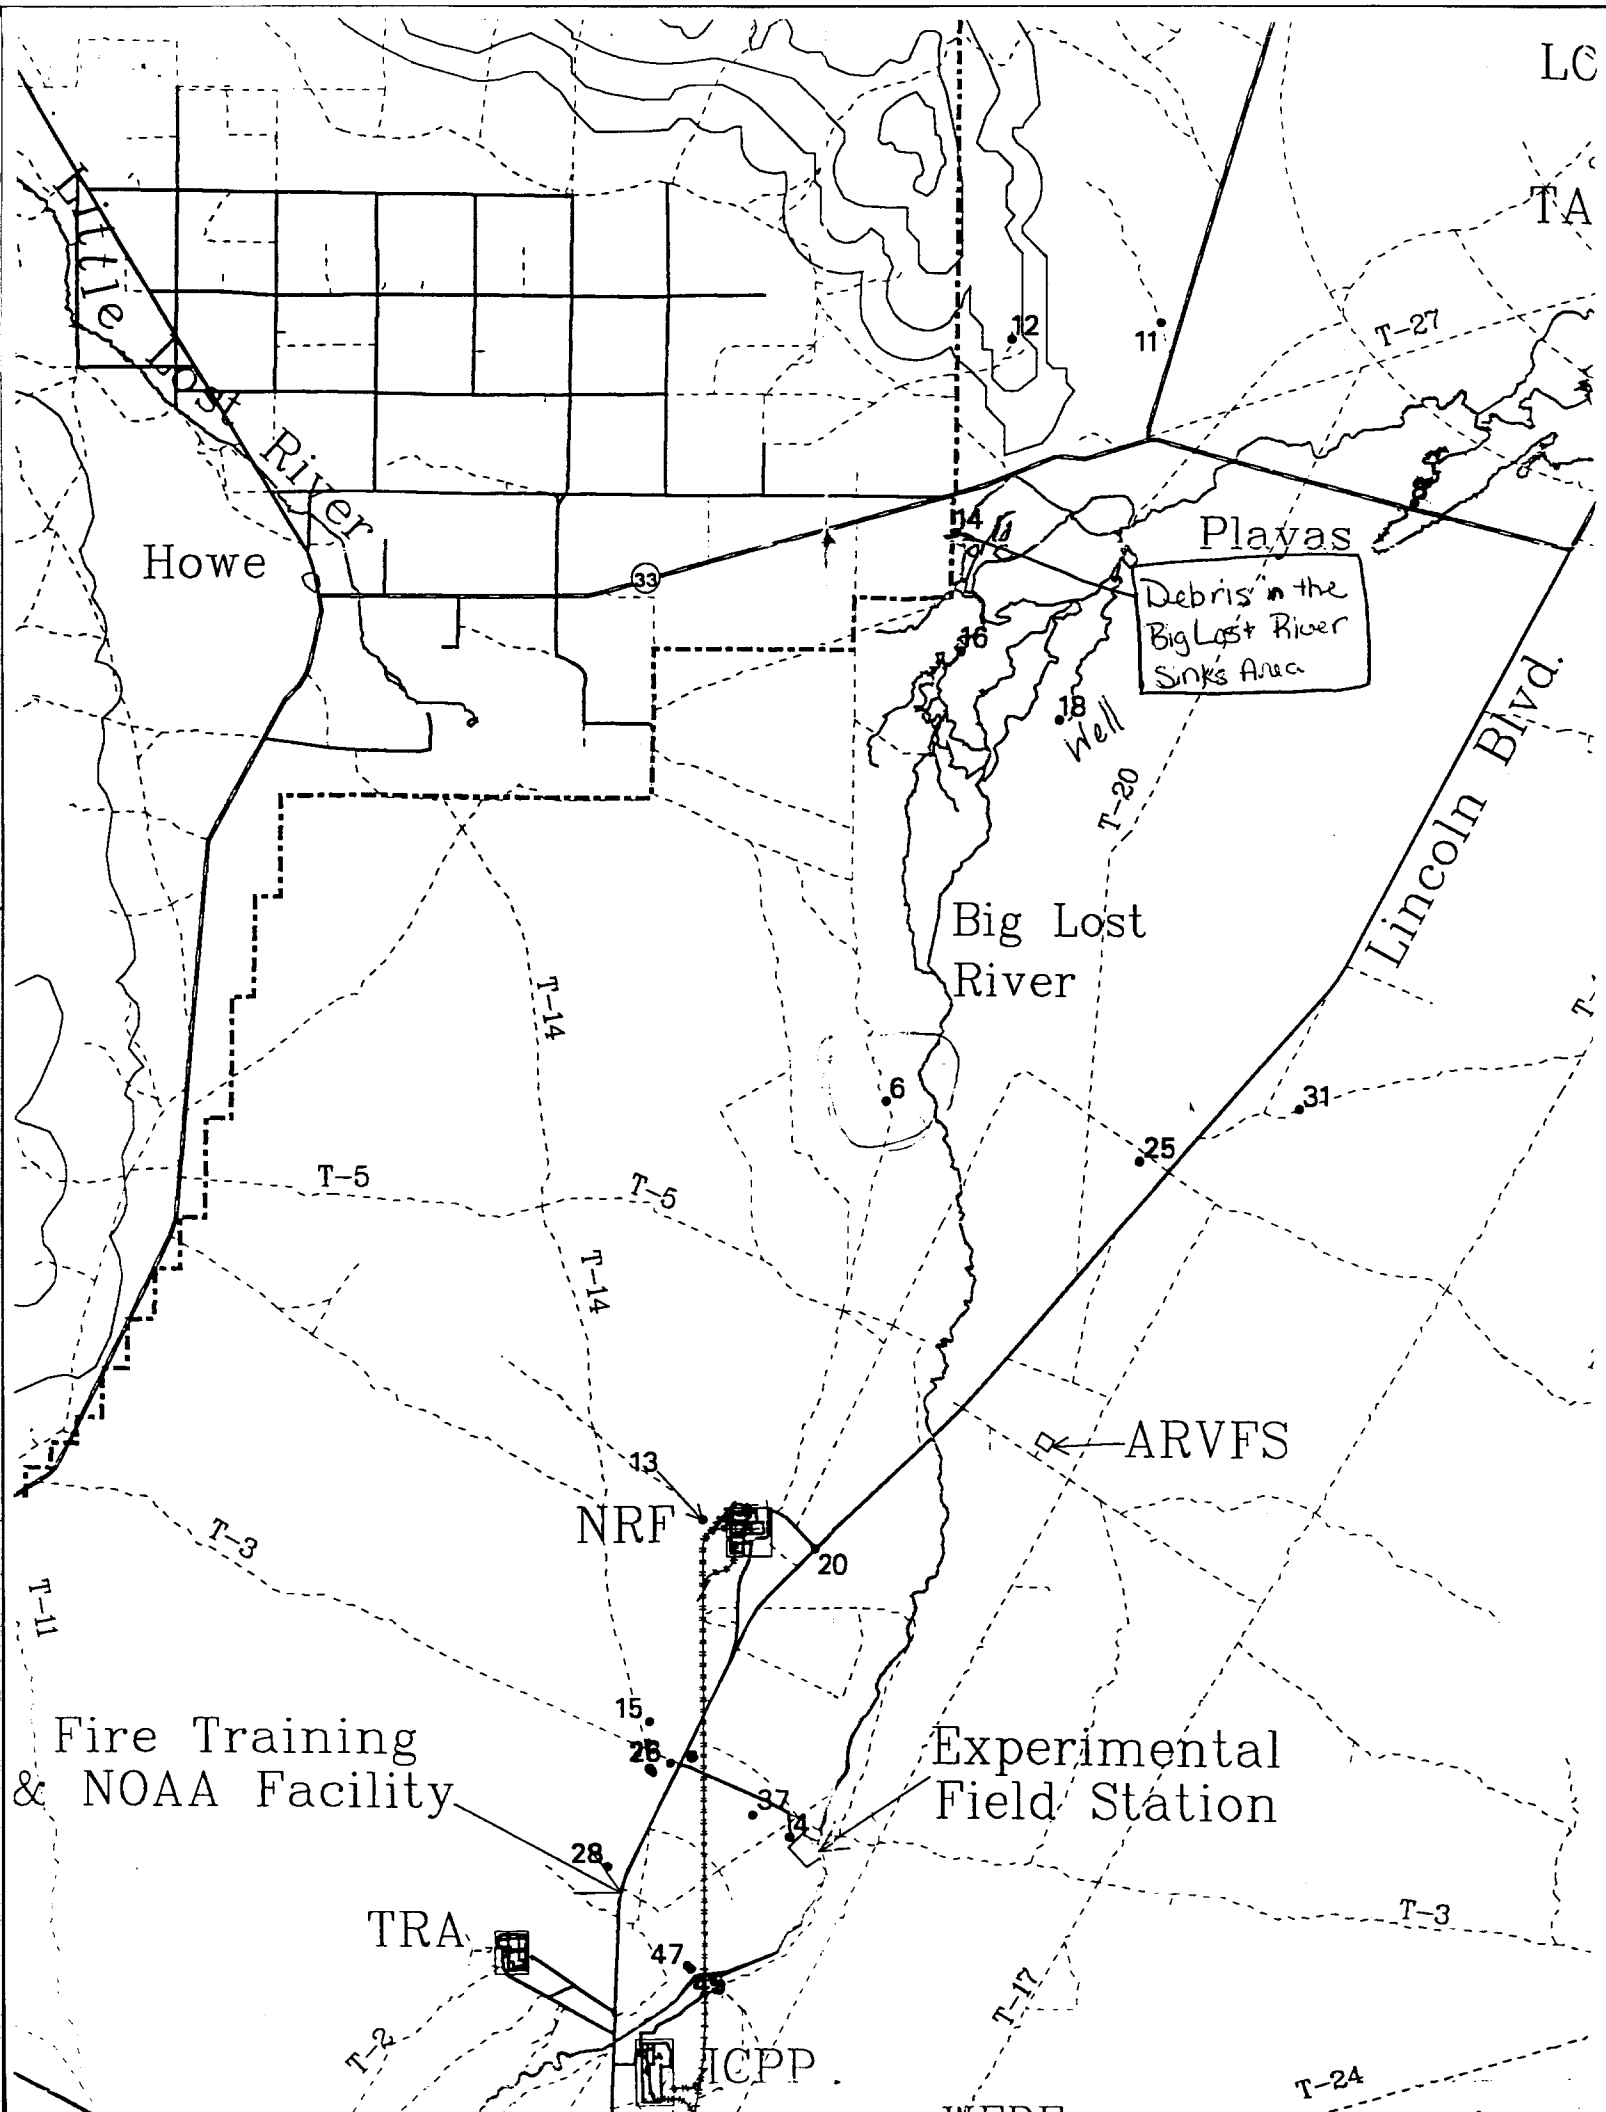 LC
TA
Little Lost River
12
11
T-27
33
14
Playas
Howe
Debris in the
Big Lost River
Sinks Area
16
18
Well
T-20
Lincoln Blvd.
Big Lost
River
T-14
T-
6
31
25
T-5
T-5
T-14
ARVFS
13
NRF
20
T-3
T-11
15
26
Fire Training
& NOAA Facility
Experimental
Field Station
37
14
28
TRA
T-3
47
T-17
T-2
ICPP
T-24